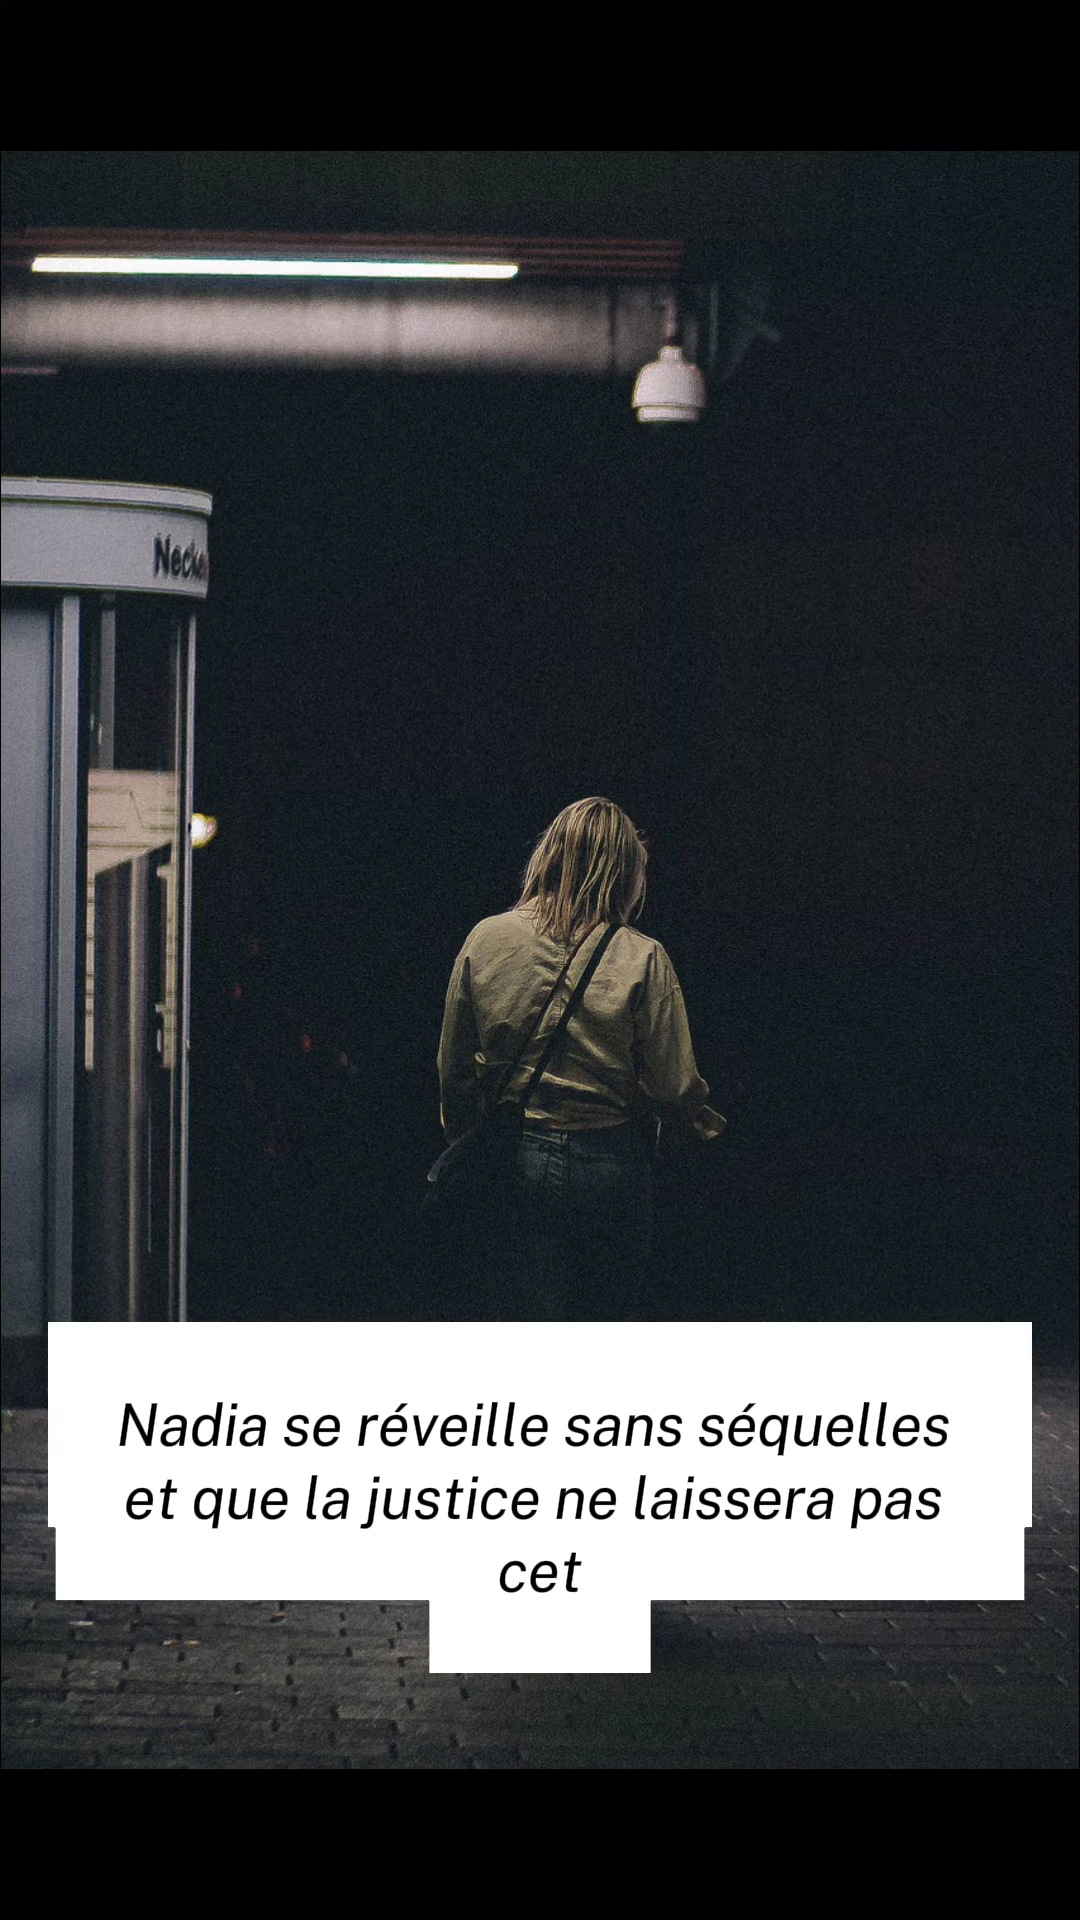 Nadia se réveille sans séquelles
et que la justice ne laissera pas
cet